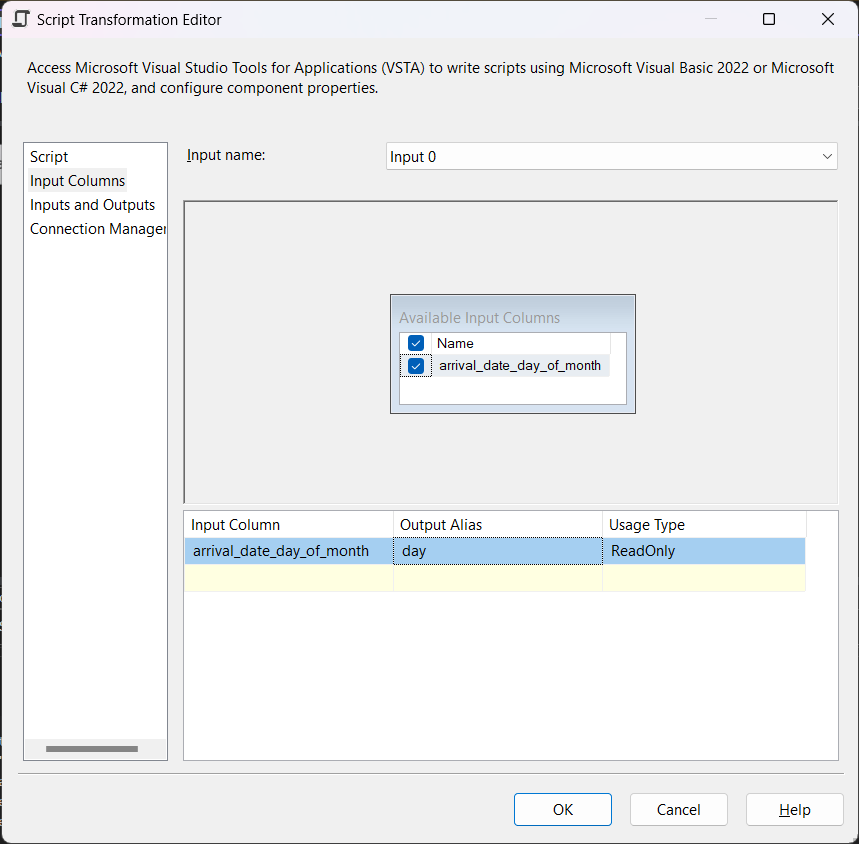 Script Transformation Editor
Access Microsoft Visual Studio Tools for Applications (VSTA) to write scripts using Microsoft Visual Basic 2022 or Microsoft
Visual C# 2022, and configure component properties.
Script
Input Columns
Inputs and Outputs
Connection Manager
Input name:
Input 0
Available Input Columns
Name
arrival_date_day_of_month
Input Column Output Alias Usage Type
arrival_date_day_of_month day ReadOnly
OK Cancel Help